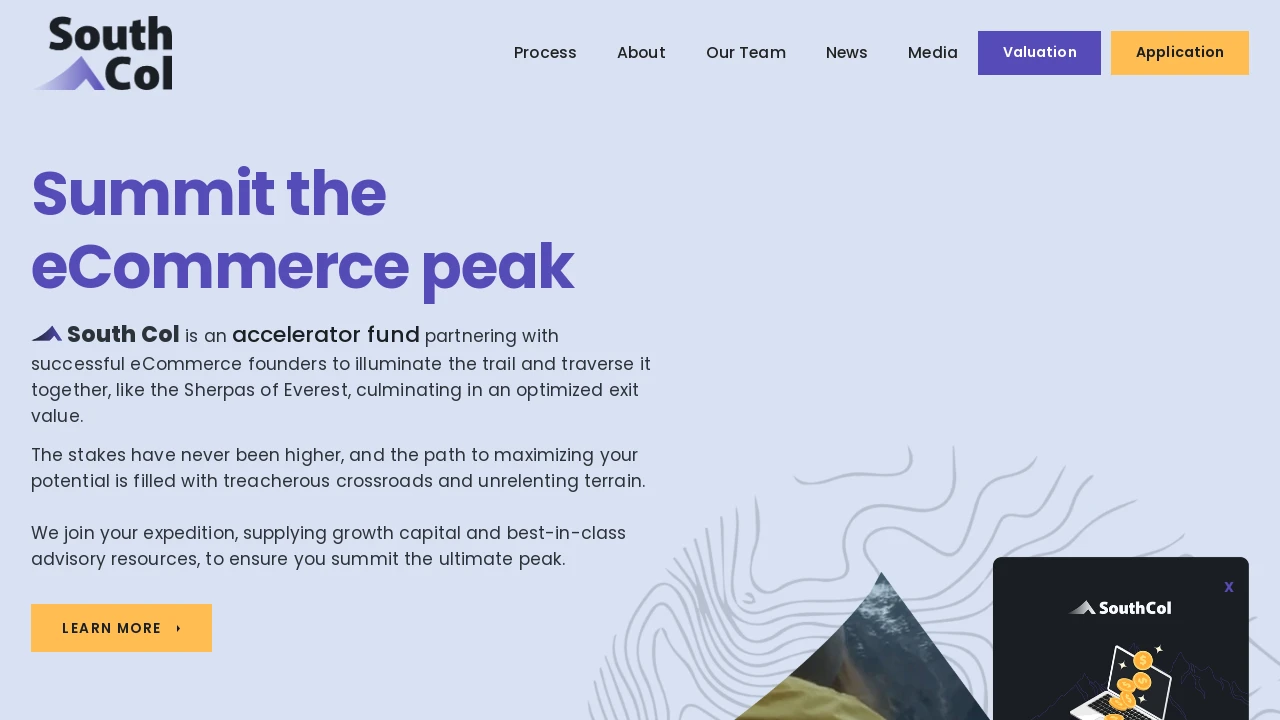 South
Col
Process
About
Our Team
News
Media
Valuation
Application
Summit the
eCommerce peak
South Col is an accelerator fund partnering with
successful eCommerce founders to illuminate the trail and traverse it
together, like the Sherpas of Everest, culminating in an optimized exit
value.
The stakes have never been higher, and the path to maximizing your
potential is filled with treacherous crossroads and unrelenting terrain.
We join your expedition, supplying growth capital and best-in-class
advisory resources, to ensure you summit the ultimate peak.
LEARN MORE
X
SouthCol